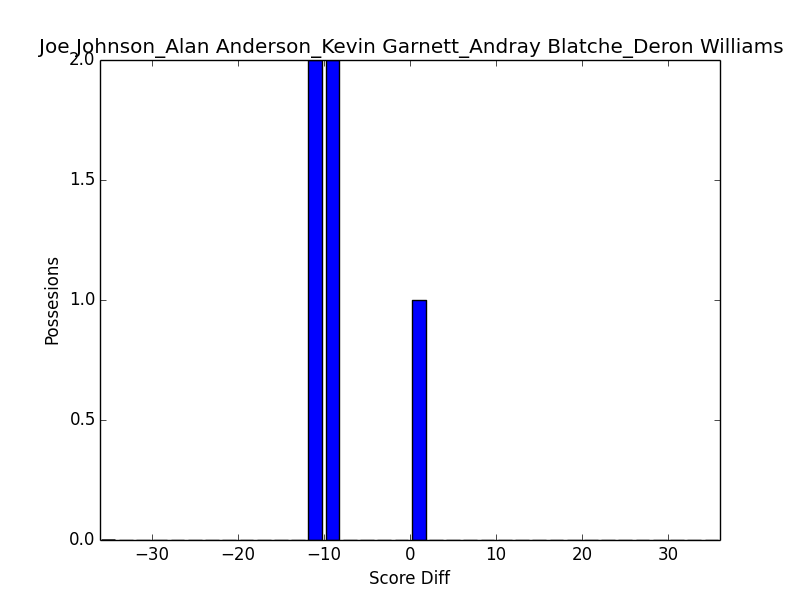 Joe Johnson_Alan Anderson_Kevin Garnett_Andray Blatche_Deron Williams
2.0
1.5
1.0
0.5
0.0
Possesions
−30 −20 −10 0 10 20 30
Score Diff